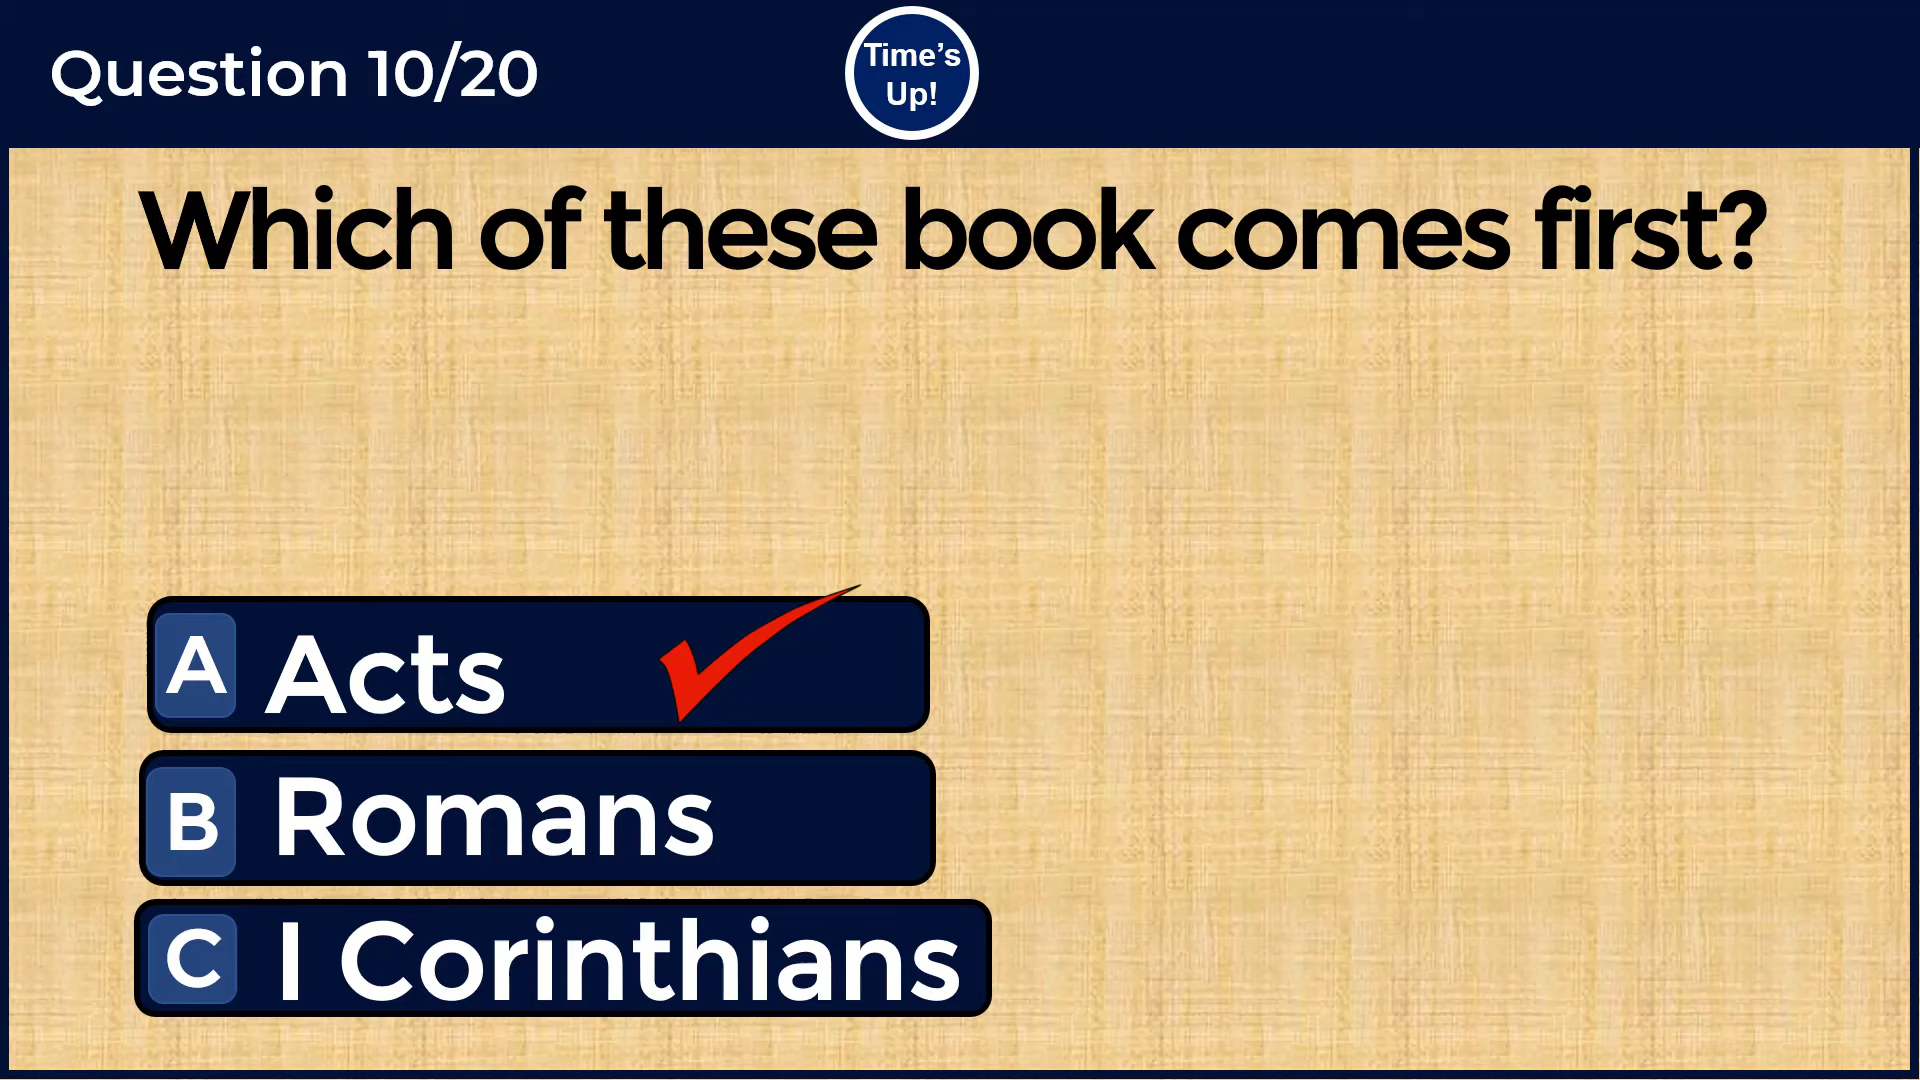 Question 10/20
Time's
Up!
Which of these book comes first?
A Acts
B Romans
C I Corinthians